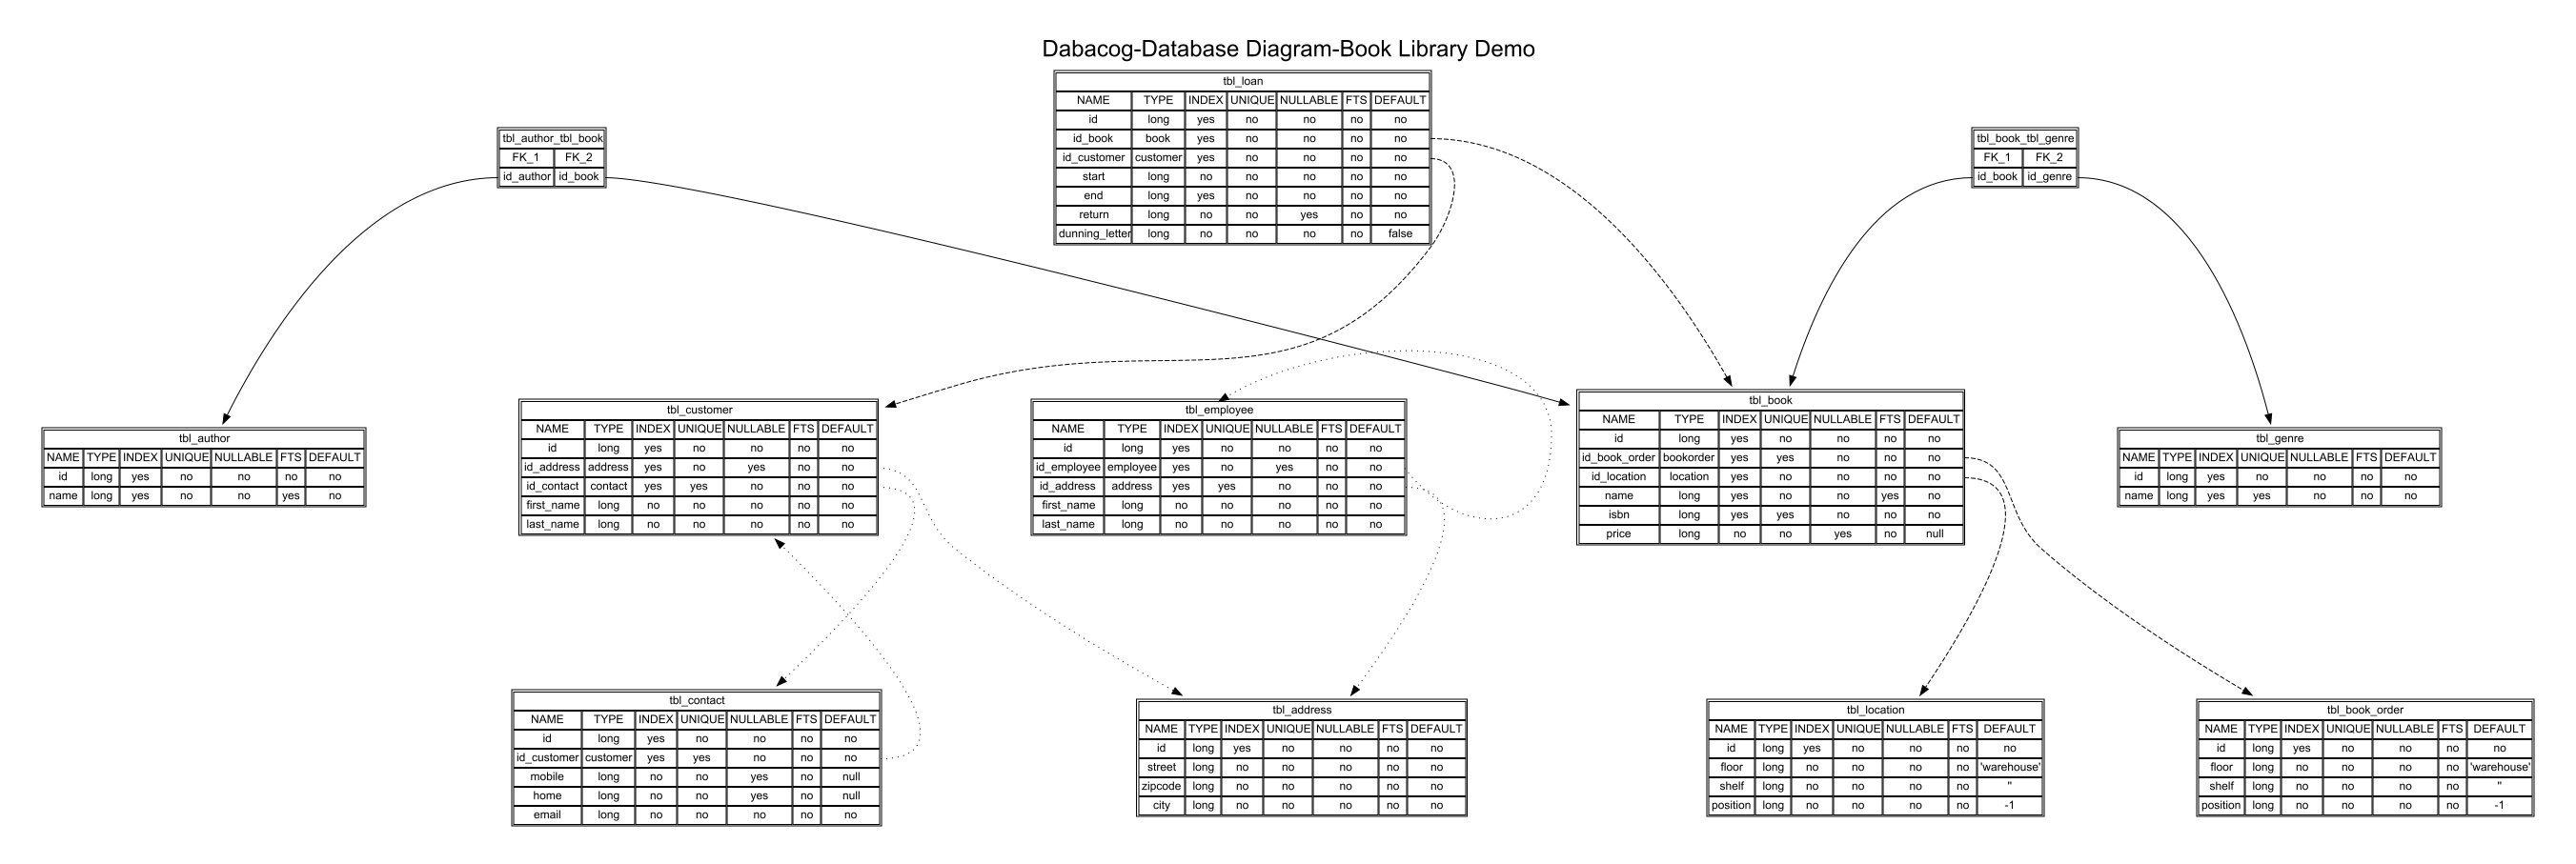 Dabacog-Database Diagram-Book Library Demo
tbl_loan
NAME TYPE INDEX UNIQUE NULLABLE FTS DEFAULT
id long yes no no no no
id_book book yes no no no no
id_customer customer yes no no no no
start long no no no no no
end long yes no no no no
return long no no yes no no
dunning_letter long no no no no false
tbl_author_tbl_book
FK_1 FK_2
id_author id_book
tbl_book_tbl_genre
FK_1 FK_2
id_book id_genre
tbl_author
NAME TYPE INDEX UNIQUE NULLABLE FTS DEFAULT
id long yes no no no no
name long yes no no yes no
tbl_customer
NAME TYPE INDEX UNIQUE NULLABLE FTS DEFAULT
id long yes no no no no
id_address address yes no yes no no
id_contact contact yes yes no no no
first_name long no no no no no
last_name long no no no no no
tbl_employee
NAME TYPE INDEX UNIQUE NULLABLE FTS DEFAULT
id long yes no no no no
id_employee employee yes no yes no no
id_address address yes yes no no no
first_name long no no no no no
last_name long no no no no no
tbl_book
NAME TYPE INDEX UNIQUE NULLABLE FTS DEFAULT
id long yes no no no no
id_book_order bookorder yes yes no no no
id_location location yes no no no no
name long yes no no yes no
isbn long yes yes no no no
price long no no yes no null
tbl_genre
NAME TYPE INDEX UNIQUE NULLABLE FTS DEFAULT
id long yes no no no no
name long yes yes no no no
tbl_contact
NAME TYPE INDEX UNIQUE NULLABLE FTS DEFAULT
id long yes no no no no
id_customer customer yes yes no no no
mobile long no no yes no null
home long no no yes no null
email long no no no no no
tbl_address
NAME TYPE INDEX UNIQUE NULLABLE FTS DEFAULT
id long yes no no no no
street long no no no no no
zipcode long no no no no no
city long no no no no no
tbl_location
NAME TYPE INDEX UNIQUE NULLABLE FTS DEFAULT
id long yes no no no no
floor long no no no no 'warehouse'
shelf long no no no no ''
position long no no no no -1
tbl_book_order
NAME TYPE INDEX UNIQUE NULLABLE FTS DEFAULT
id long yes no no no no
floor long no no no no 'warehouse'
shelf long no no no no ''
position long no no no no -1